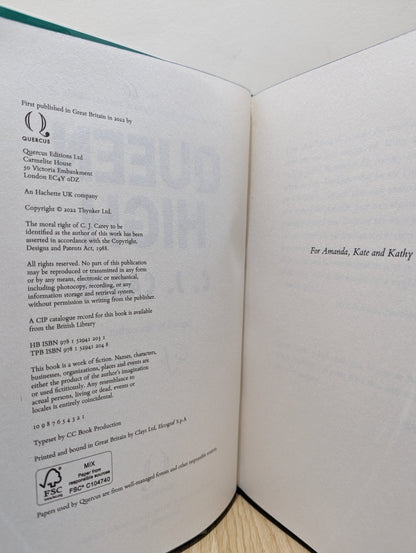 First published in Great Britain in 2022 by
QUERCUS
Quercus Editions Ltd
Carmelite House
50 Victoria Embankment
London EC4Y 0DZ
An Hachette UK company
Copyright © 2022 Thynker Ltd.
The moral right of C. J. Carey to be
identified as the author of this work has been
asserted in accordance with the Copyright,
Designs and Patents Act, 1988.
All rights reserved. No part of this publication
may be reproduced or transmitted in any form
or by any means, electronic or mechanical,
including photocopy, recording, or any
information storage and retrieval system,
without permission in writing from the publisher.
A CIP catalogue record for this book is available
from the British Library
HB ISBN 978 1 52941 203 1
TPB ISBN 978 1 52941 204 8
This book is a work of fiction. Names, characters,
businesses, organizations, places and events are
either the product of the author's imagination
or used fictitiously. Any resemblance to
actual persons, living or dead, events or
locales is entirely coincidental.
10 9 8 7 6 5 4 3 2 1
Typeset by CC Book Production
Printed and bound in Great Britain by Clays Ltd, Elcograf S.p.A
FSC
MIX
Paper from
responsible sources
FSC® C104740
Papers used by Quercus are from well-managed forests and other responsible sources.
For Amanda, Kate and Kathy